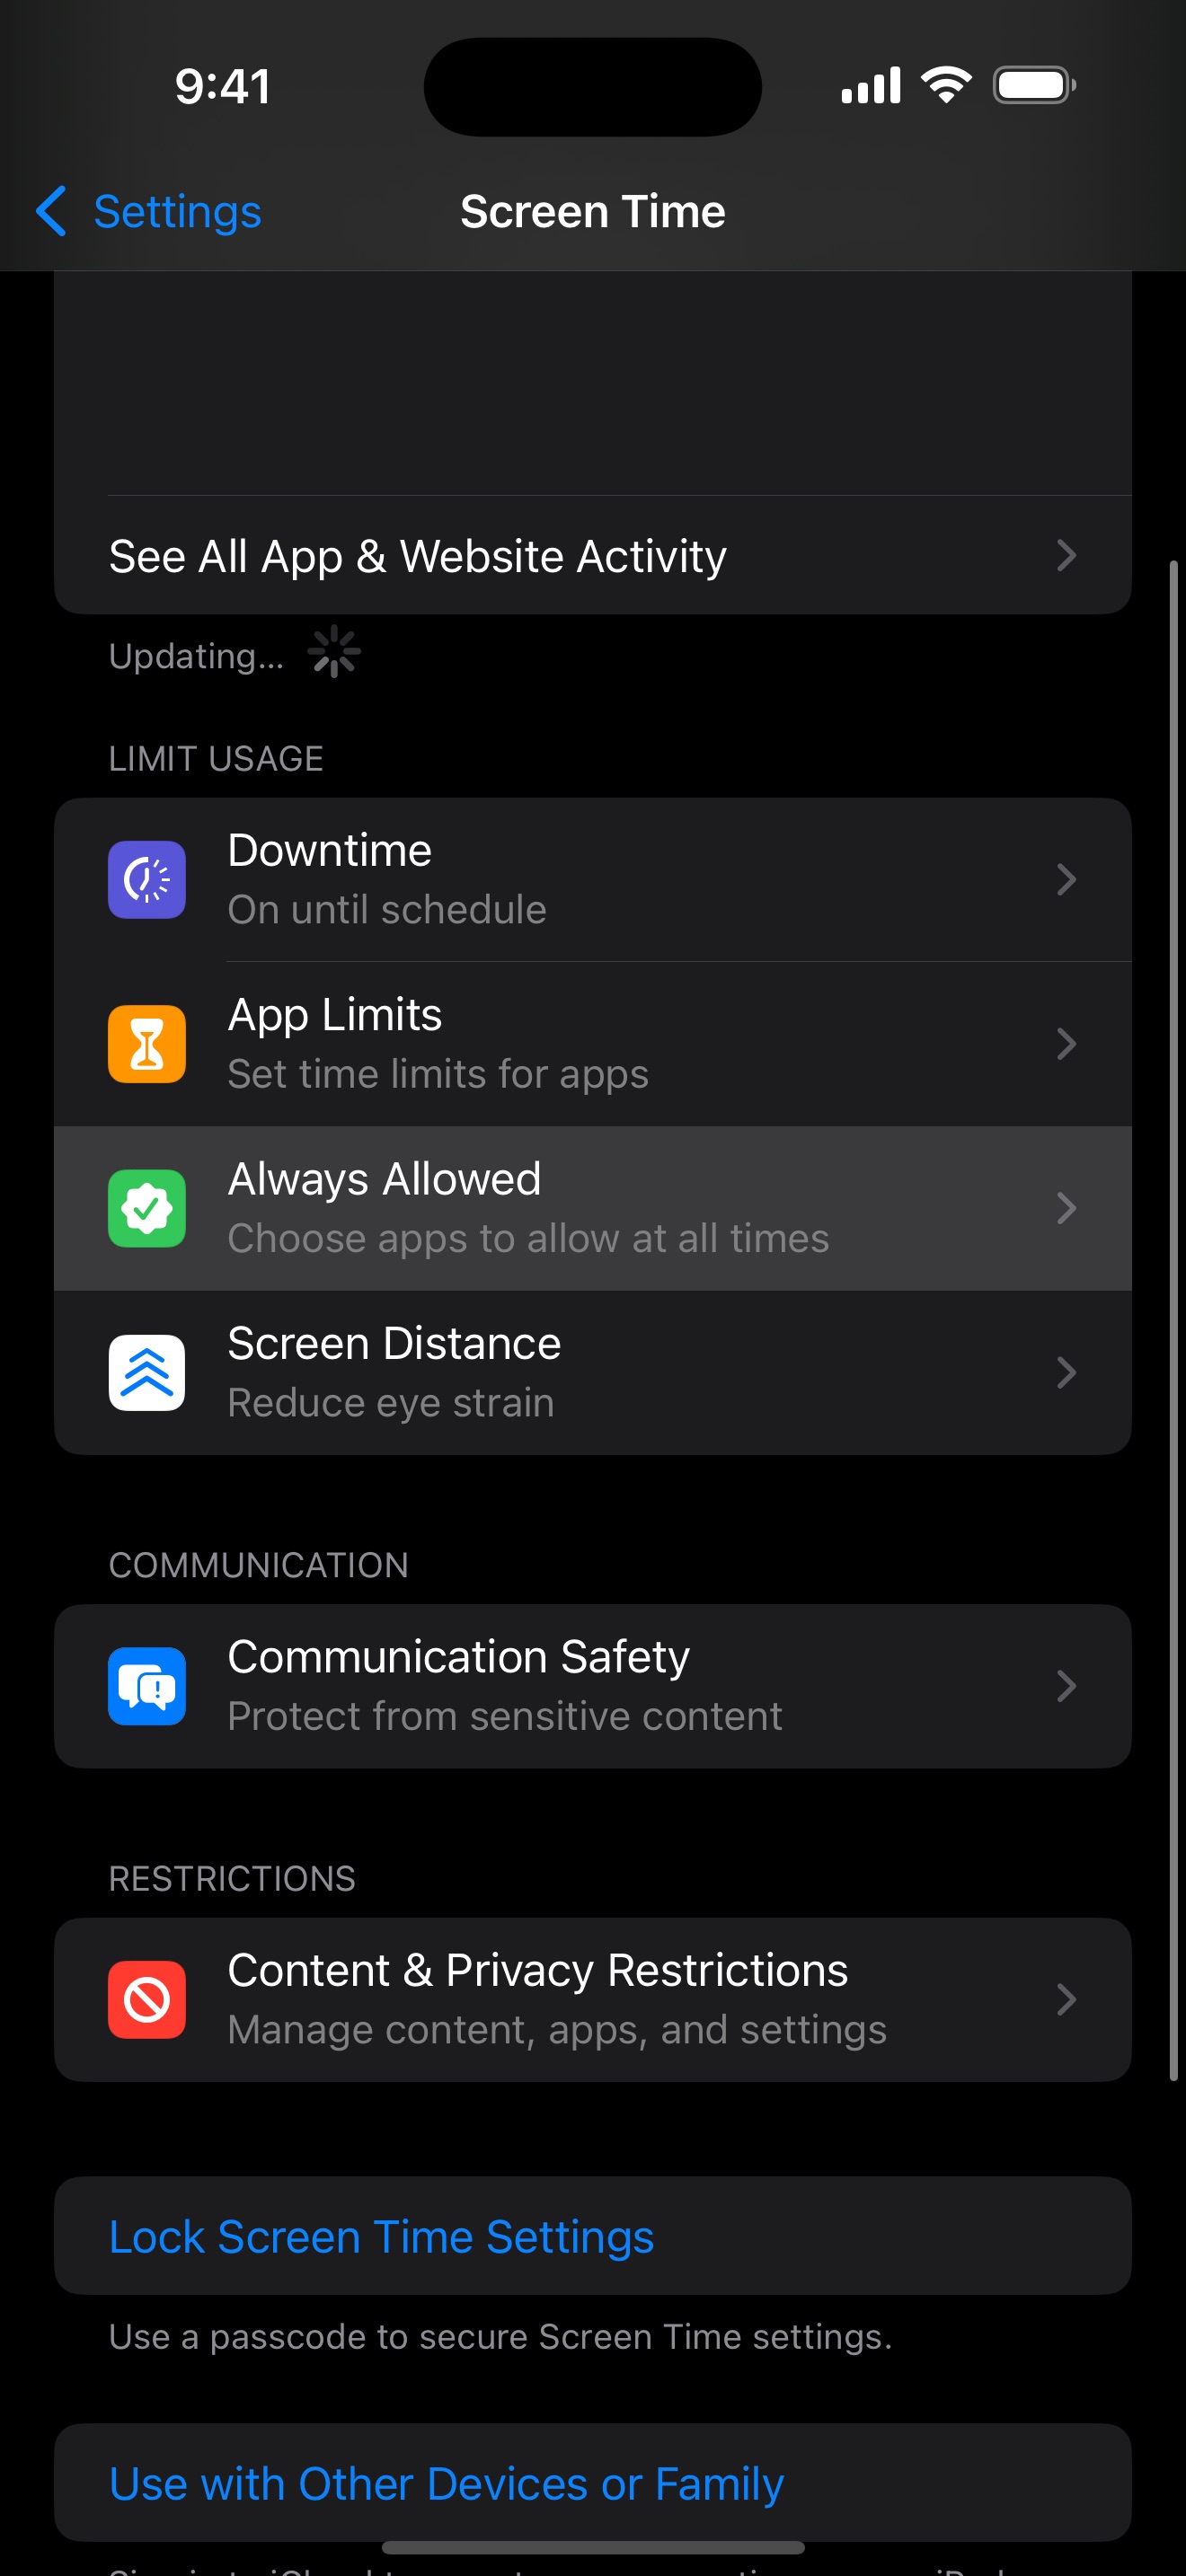 9:41
Settings
Screen Time
See All App & Website Activity
Updating...
LIMIT USAGE
Downtime
On until schedule
App Limits
Set time limits for apps
Always Allowed
Choose apps to allow at all times
Screen Distance
Reduce eye strain
COMMUNICATION
Communication Safety
Protect from sensitive content
RESTRICTIONS
Content & Privacy Restrictions
Manage content, apps, and settings
Lock Screen Time Settings
Use a passcode to secure Screen Time settings.
Use with Other Devices or Family